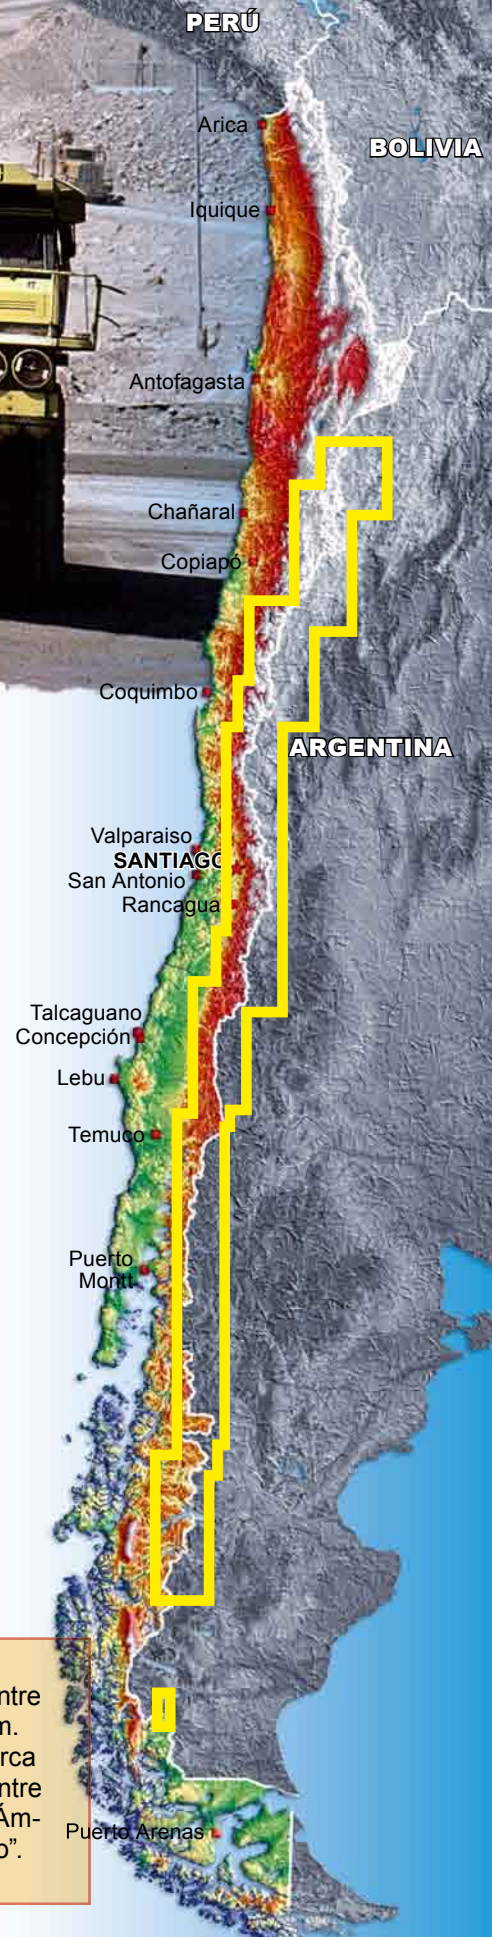 PERÚ
Arica
BOLIVIA
Iquique
Antofagasta
Chañaral
Copiapó
Coquimbo
ARGENTINA
Valparaiso
SANTIAGO
San Antonio
Rancagua
Talcaguano
Concepción
Lebu
Temuco
Puerto
Montt
ntre
m.
rca
ntre
Ám-
o”.
Puerto Arenas